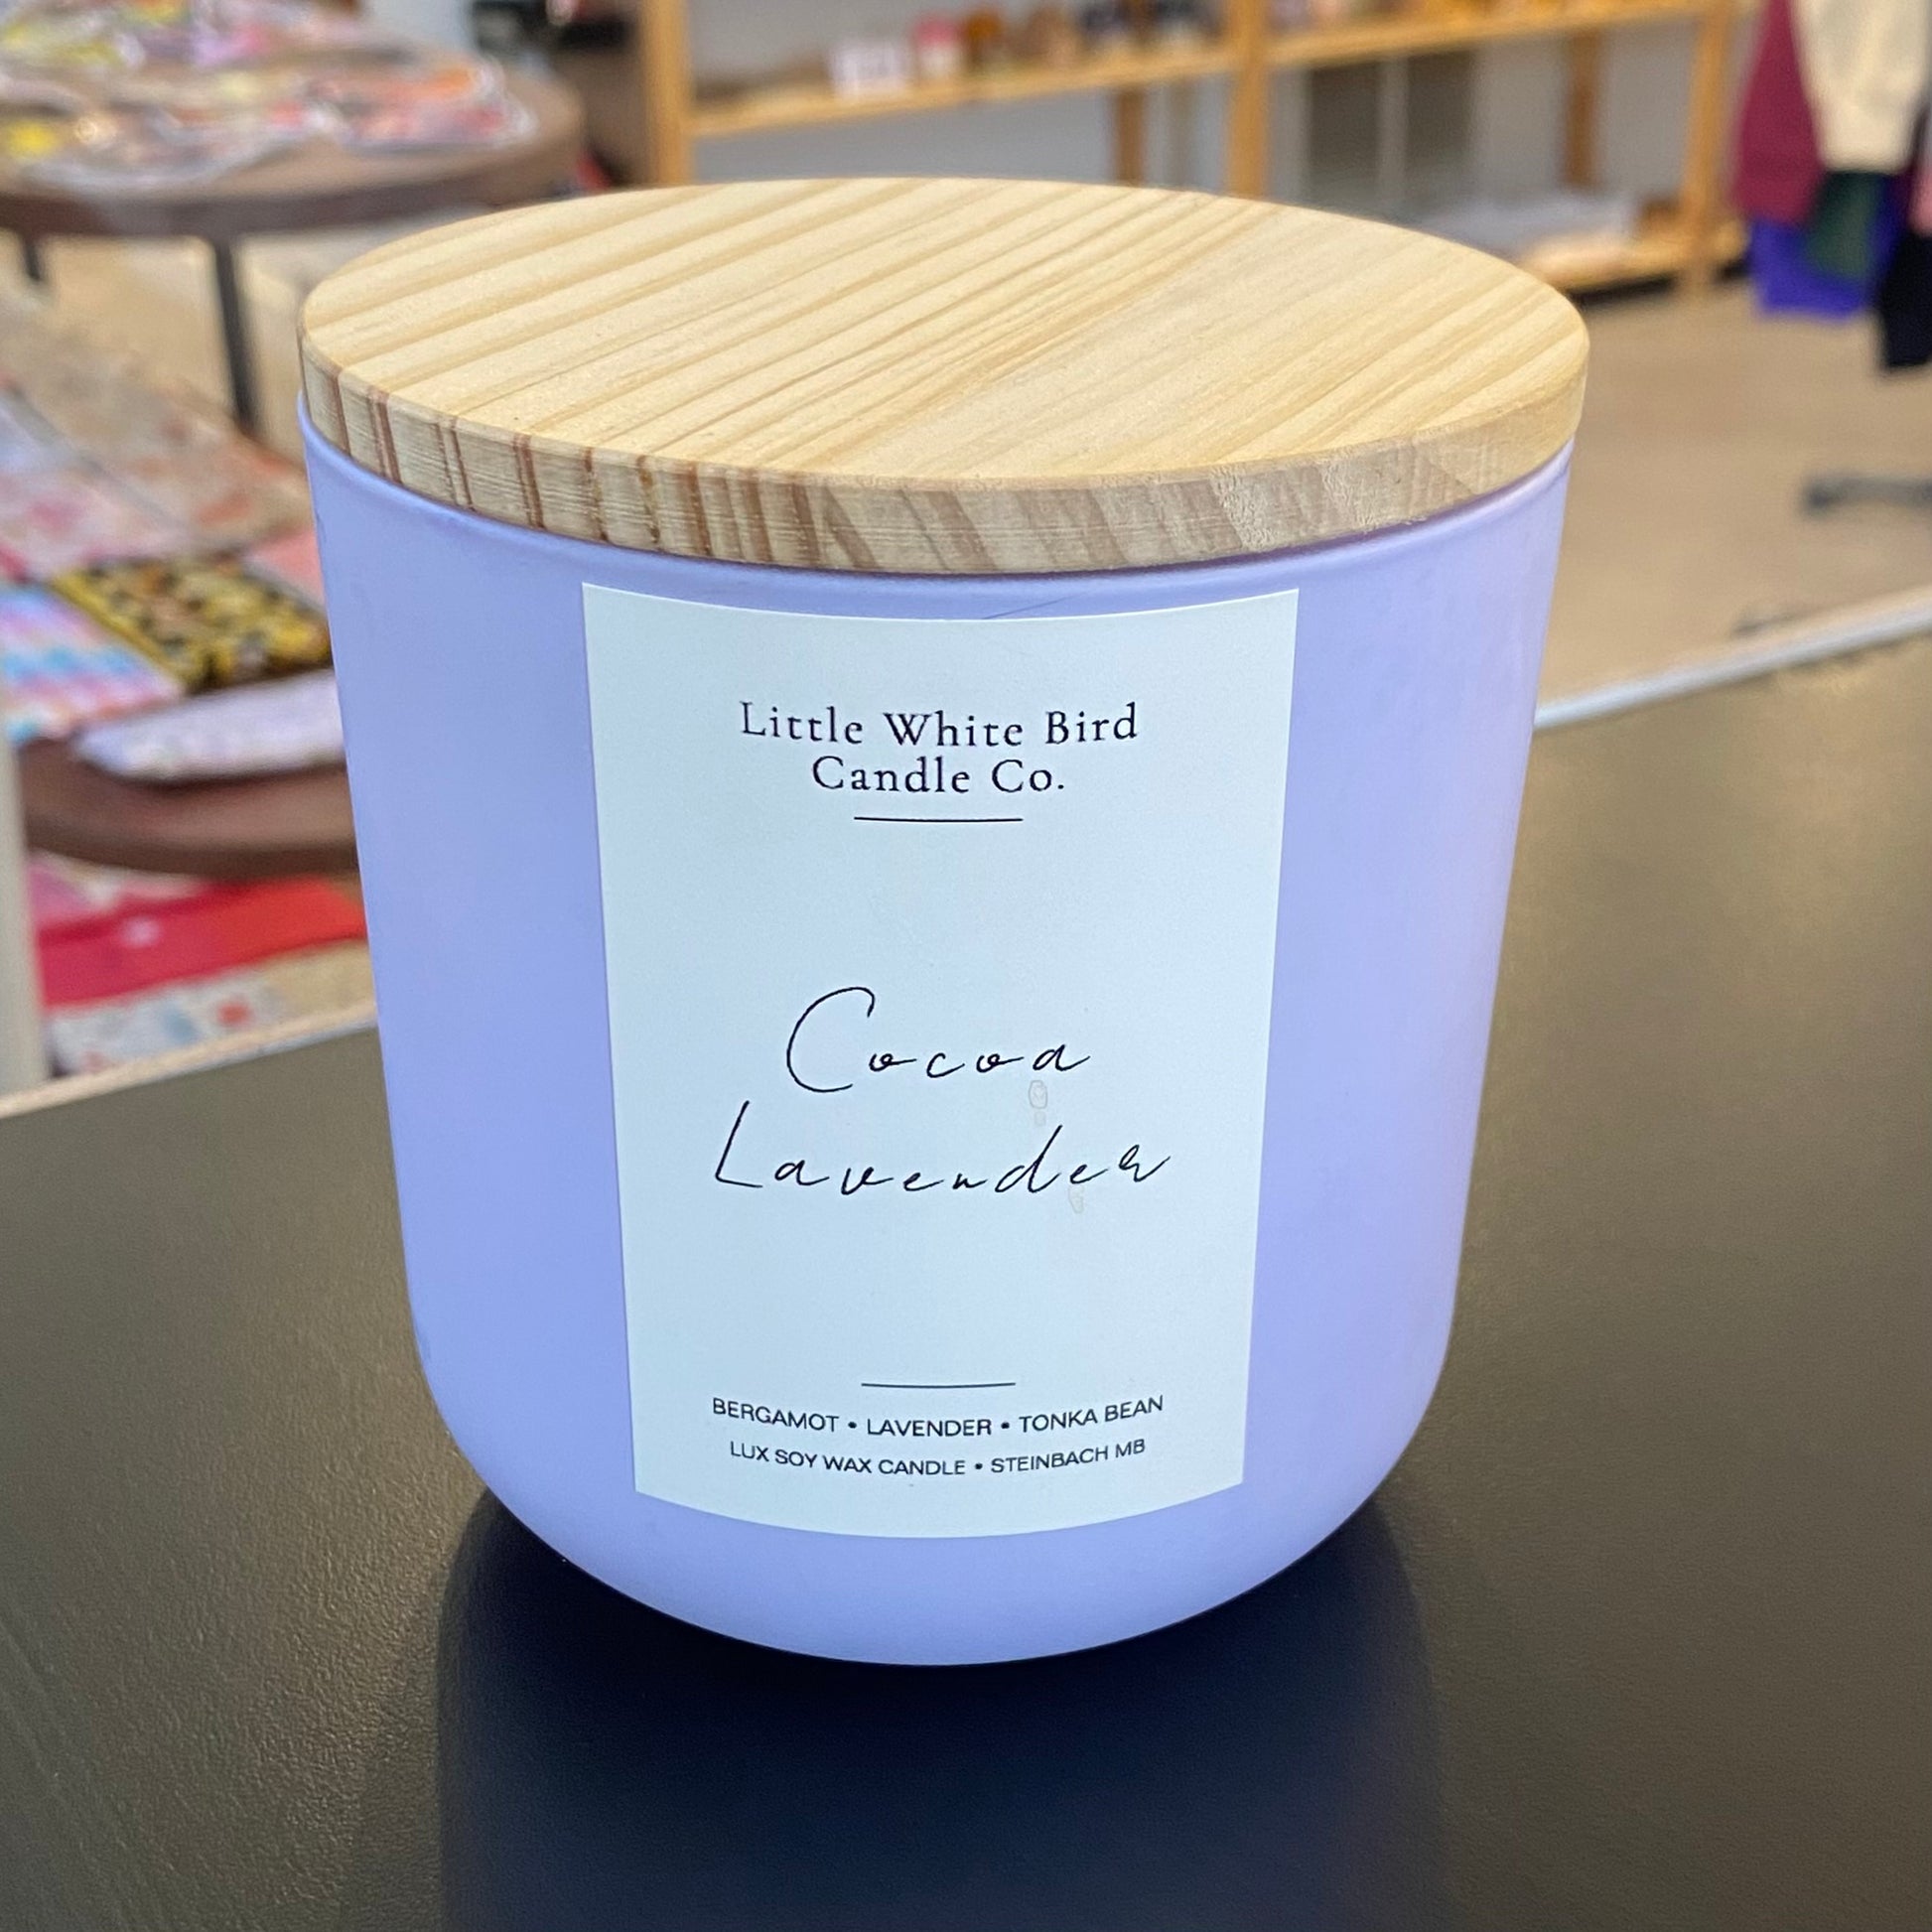 Little White Bird
Candle Co.
Cocoa
Lavender
BERGAMOT • LAVENDER • TONKA BEAN
LUX SOY WAX CANDLE • STEINBACH MB